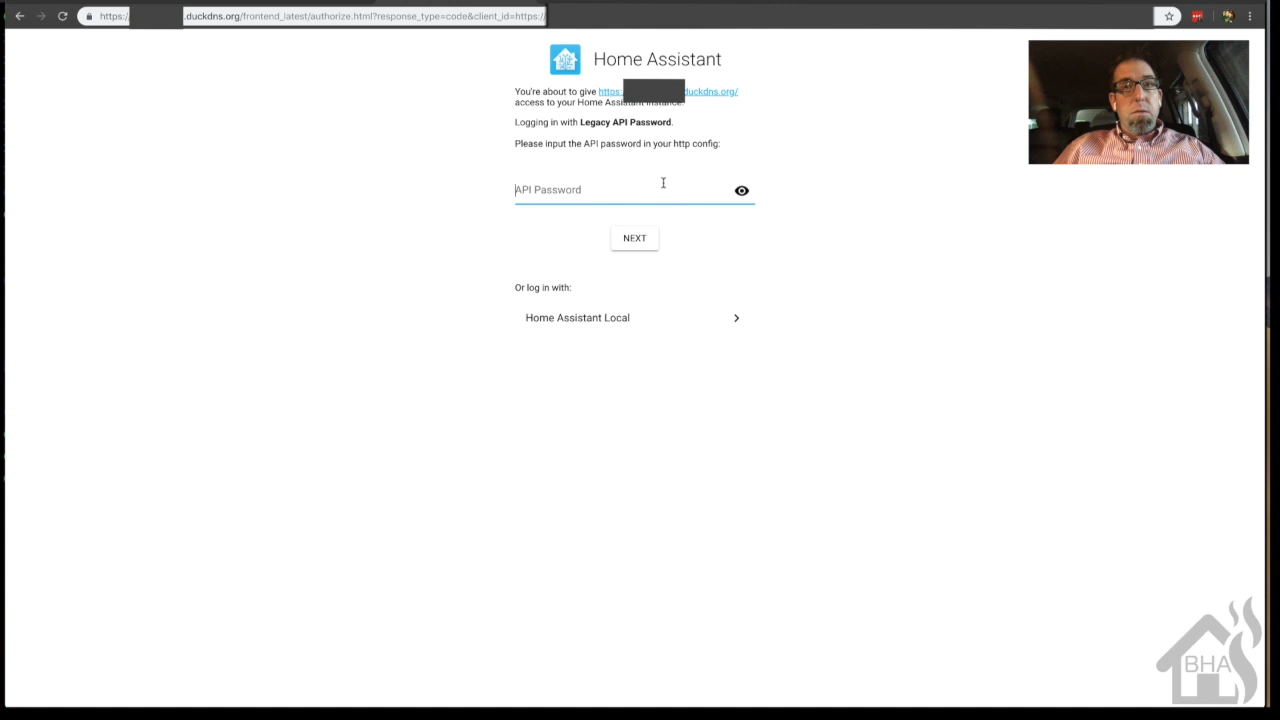 https:/ .duckdns.org/frontend_latest/authorize.html?response_type=code&client_id=https:/
Home Assistant
You're about to give https: duckdns.org/
access to your Home Assistant instance.
Logging in with Legacy API Password.
Please input the API password in your http config:
API Password
NEXT
Or log in with:
Home Assistant Local
BHA